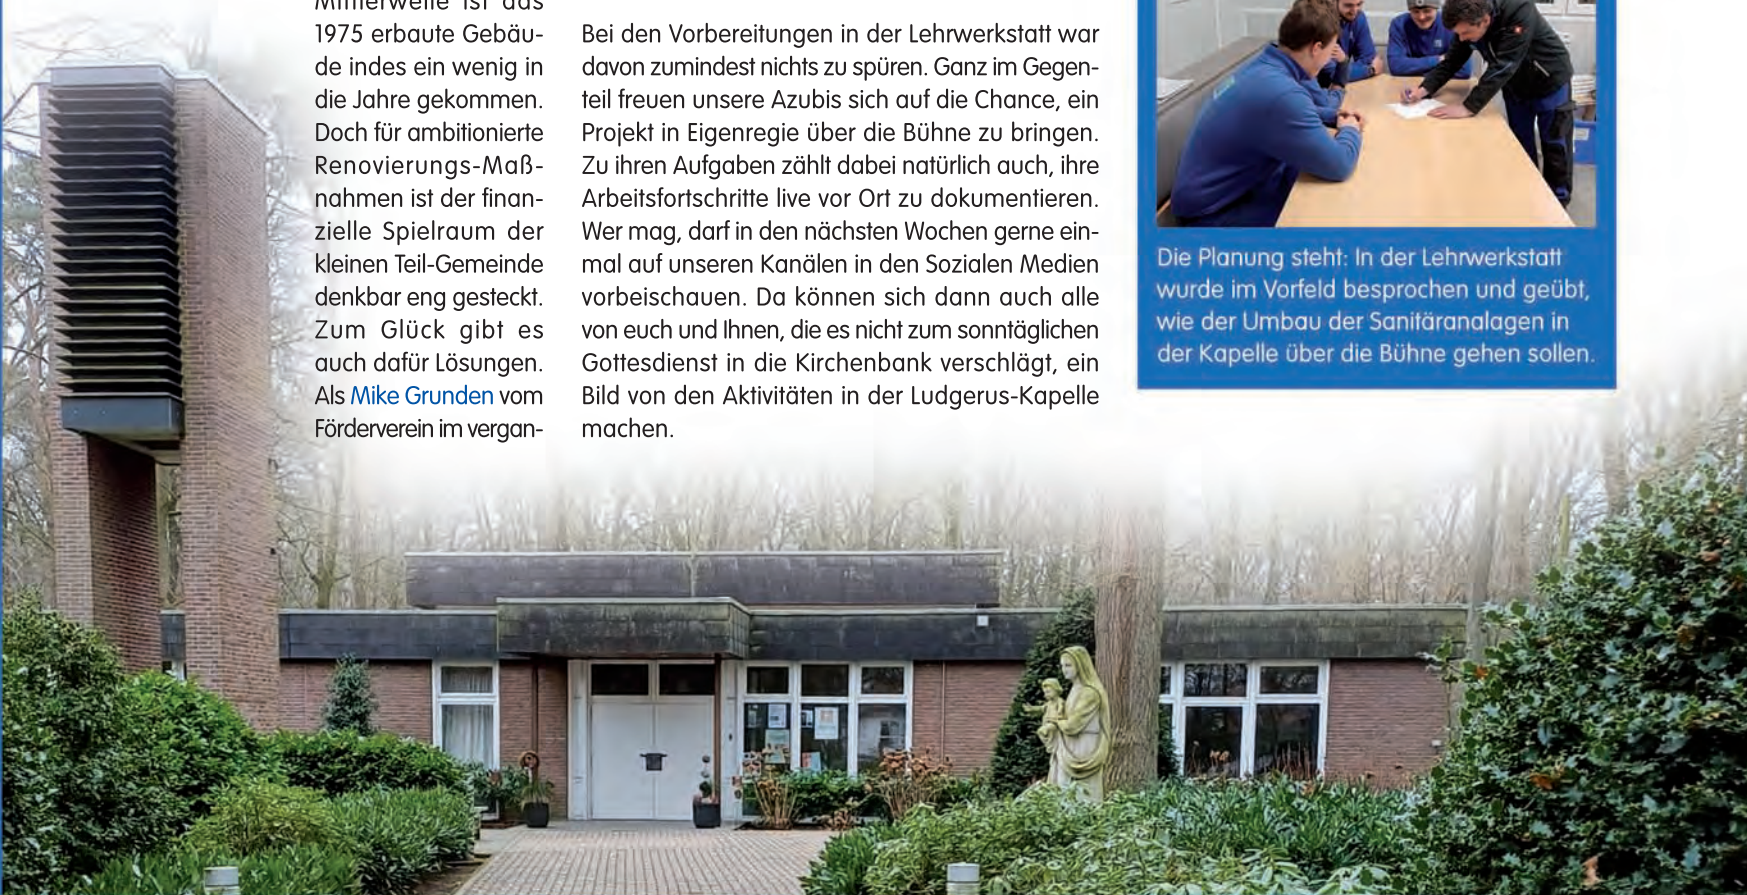 Mittlerweile ist das
1975 erbaute Gebäu-
de indes ein wenig in
die Jahre gekommen.
Doch für ambitionierte
Renovierungs-Maß-
nahmen ist der finan-
zielle Spielraum der
kleinen Teil-Gemeinde
denkbar eng gesteckt.
Zum Glück gibt es
auch dafür Lösungen.
Als Mike Grunden vom
Förderverein im vergan-
Bei den Vorbereitungen in der Lehrwerkstatt war
davon zumindest nichts zu spüren. Ganz im Gegen-
teil freuen unsere Azubis sich auf die Chance, ein
Projekt in Eigenregie über die Bühne zu bringen.
Zu ihren Aufgaben zählt dabei natürlich auch, ihre
Arbeitsfortschritte live vor Ort zu dokumentieren.
Wer mag, darf in den nächsten Wochen gerne ein-
mal auf unseren Kanälen in den Sozialen Medien
vorbeischauen. Da können sich dann auch alle
von euch und Ihnen, die es nicht zum sonntäglichen
Gottesdienst in die Kirchenbank verschlägt, ein
Bild von den Aktivitäten in der Ludgerus-Kapelle
machen.
Die Planung steht: In der Lehrwerkstatt
wurde im Vorfeld besprochen und geübt,
wie der Umbau der Sanitäranalagen in
der Kapelle über die Bühne gehen sollen.